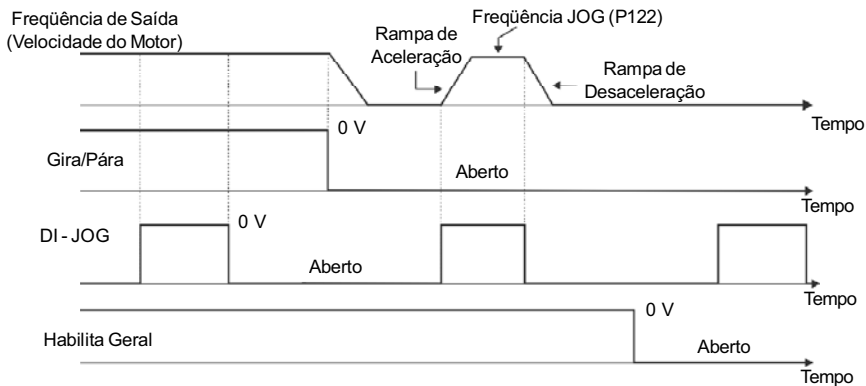 Freqüência de Saída
(Velocidade do Motor)
Rampa de
Aceleração
Freqüência JOG (P122)
Rampa de
Desaceleração
Tempo
Gira/Pára
0 V
Aberto
Tempo
DI - JOG
0 V
Aberto
Tempo
Habilita Geral
0 V
Aberto
Tempo